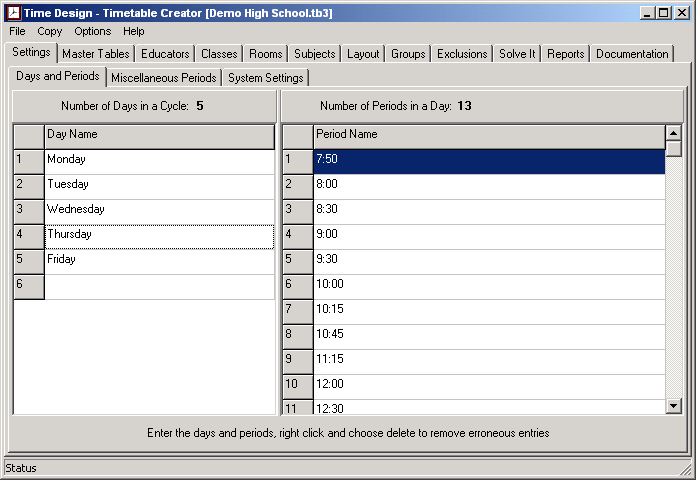 Time Design - Timetable Creator [Demo High School.tb3]
File Copy Options Help
Settings Master Tables Educators Classes Rooms Subjects Layout Groups Exclusions Solve It Reports Documentation
Days and Periods Miscellaneous Periods System Settings
Number of Days in a Cycle: 5 Number of Periods in a Day: 13
Day Name Period Name
1 Monday 1 7:50
2 Tuesday 2 8:00
3 Wednesday 3 8:30
4 Thursday 4 9:00
5 Friday 5 9:30
6 6 10:00
7 10:15
8 10:45
9 11:15
10 12:00
11 12:30
Enter the days and periods, right click and choose delete to remove erroneous entries
Status